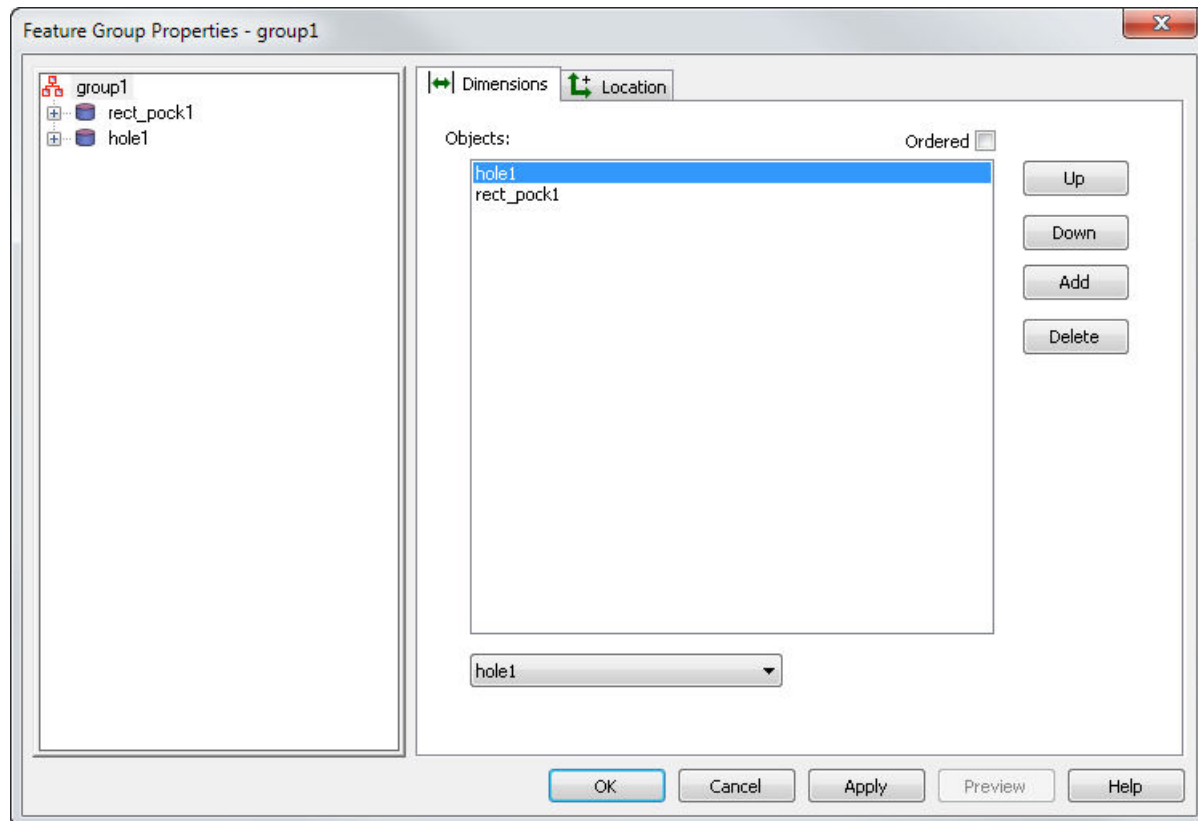 Feature Group Properties - group1
group1
rect_pock1
hole1
Dimensions
Location
Objects:
Ordered
hole1
rect_pock1
Up
Down
Add
Delete
hole1
OK
Cancel
Apply
Preview
Help